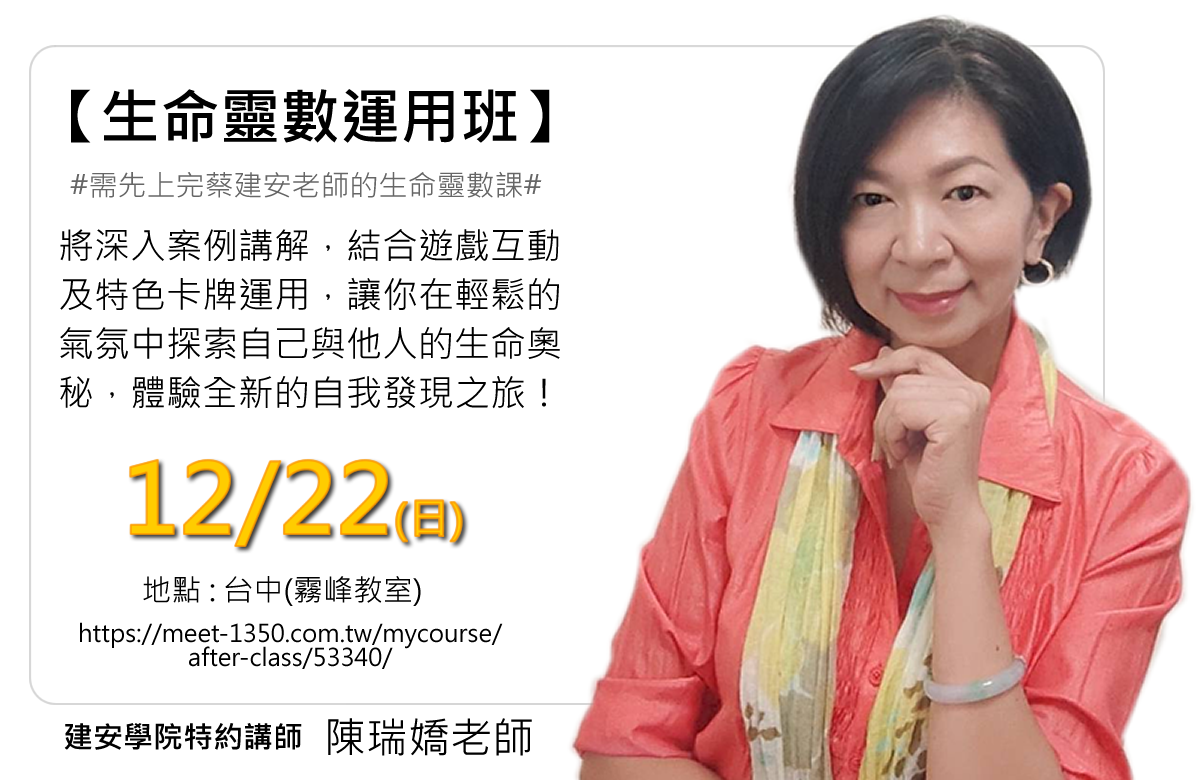 【生命靈數運用班】
#需先上完蔡建安老師的生命靈數課#
將深入案例講解，結合遊戲互動
及特色卡牌運用，讓你在輕鬆的
氣氛中探索自己與他人的生命奧
秘，體驗全新的自我發現之旅！
12/22(日)
地點 : 台中(霧峰教室)
https://meet-1350.com.tw/mycourse/
after-class/53340/
建安學院特約講師 陳瑞嬌老師